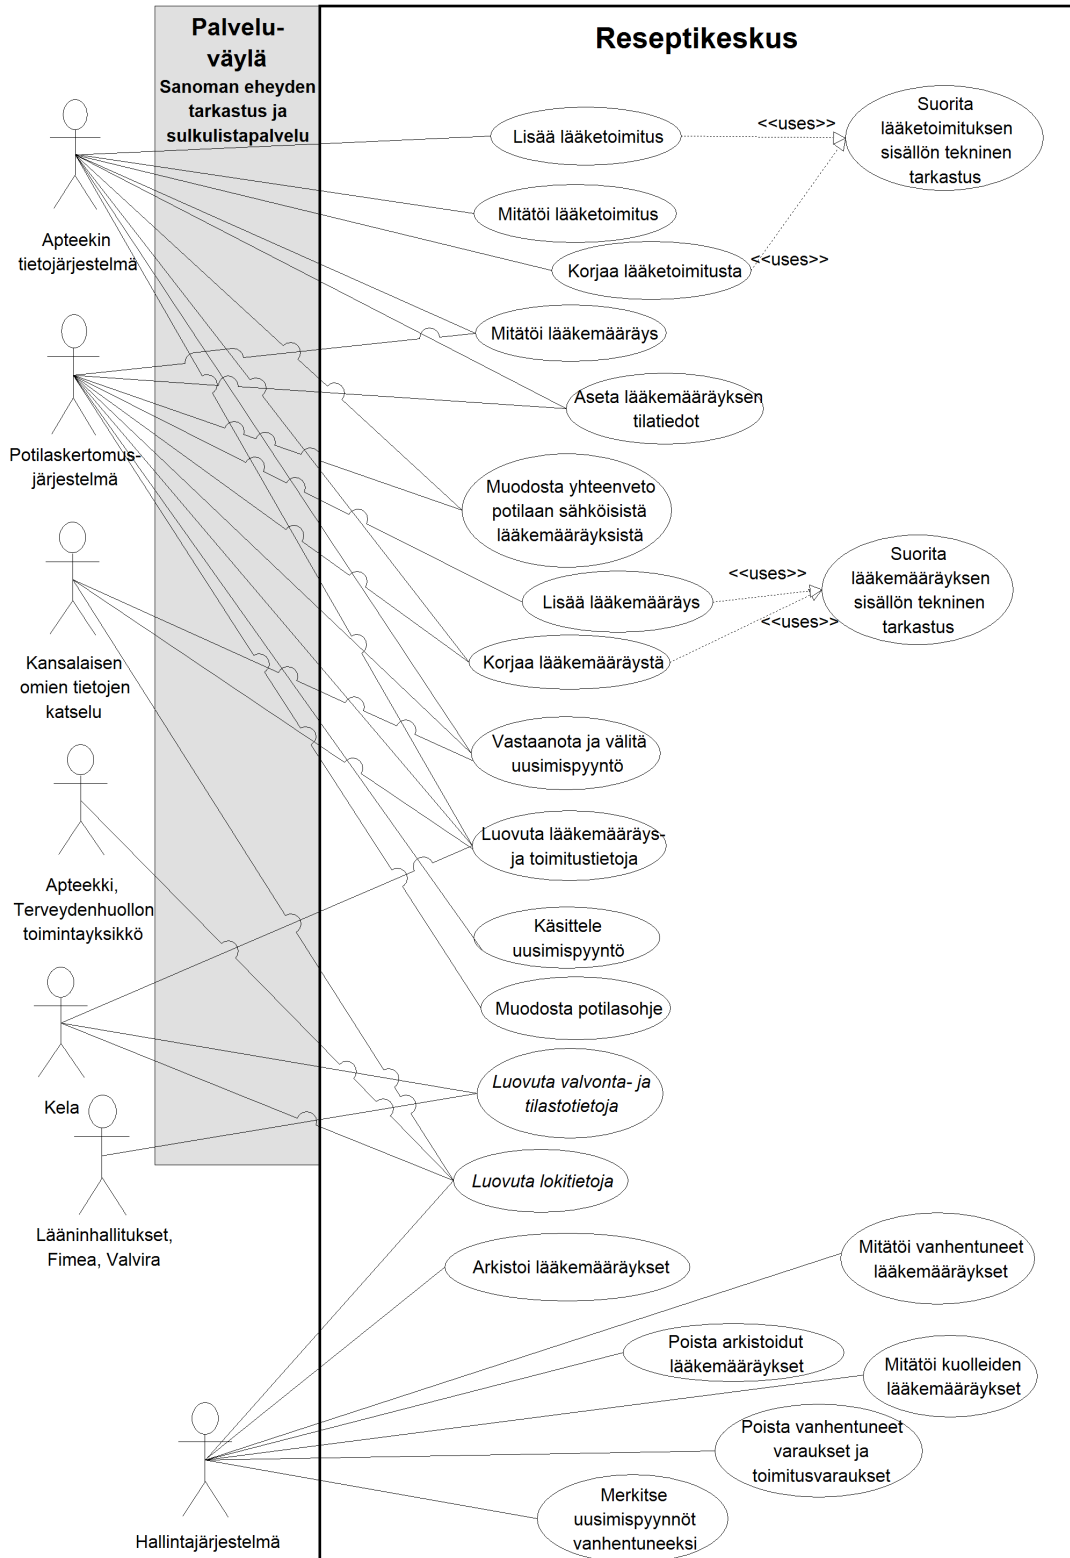 Palvelu-
väylä
Sanoman eheyden
tarkastus ja
sulkulistapalvelu
Reseptikeskus
Apteekin
tietojärjestelmä
Potilaskertomus-
järjestelmä
Kansalaisen
omien tietojen
katselu
Apteekki,
Terveydenhuollon
toimintayksikkö
Kela
Lääninhallitukset,
Fimea, Valvira
Hallintajärjestelmä
Lisää lääketoimitus
<<uses>>
Suorita
lääketoimituksen
sisällön tekninen
tarkastus
Mitätöi lääketoimitus
Korjaa lääketoimitusta
<<uses>>
Mitätöi lääkemääräys
Aseta lääkemääräyksen
tilatiedot
Muodosta yhteenveto
potilaan sähköisistä
lääkemääräyksistä
Lisää lääkemääräys
<<uses>>
Suorita
lääkemääräyksen
sisällön tekninen
tarkastus
<<uses>>
Korjaa lääkemääräystä
Vastaanota ja välitä
uusimispyyntö
Luovuta lääkemääräys-
ja toimitustietoja
Käsittele
uusimispyyntö
Muodosta potilasohje
Luovuta valvonta- ja
tilastotietoja
Luovuta lokitietoja
Arkistoi lääkemääräykset
Mitätöi vanhentuneet
lääkemääräykset
Poista arkistoidut
lääkemääräykset
Mitätöi kuolleiden
lääkemääräykset
Poista vanhentuneet
varaukset ja
toimitusvaraukset
Merkitse
uusimispyynnöt
vanhentuneeksi